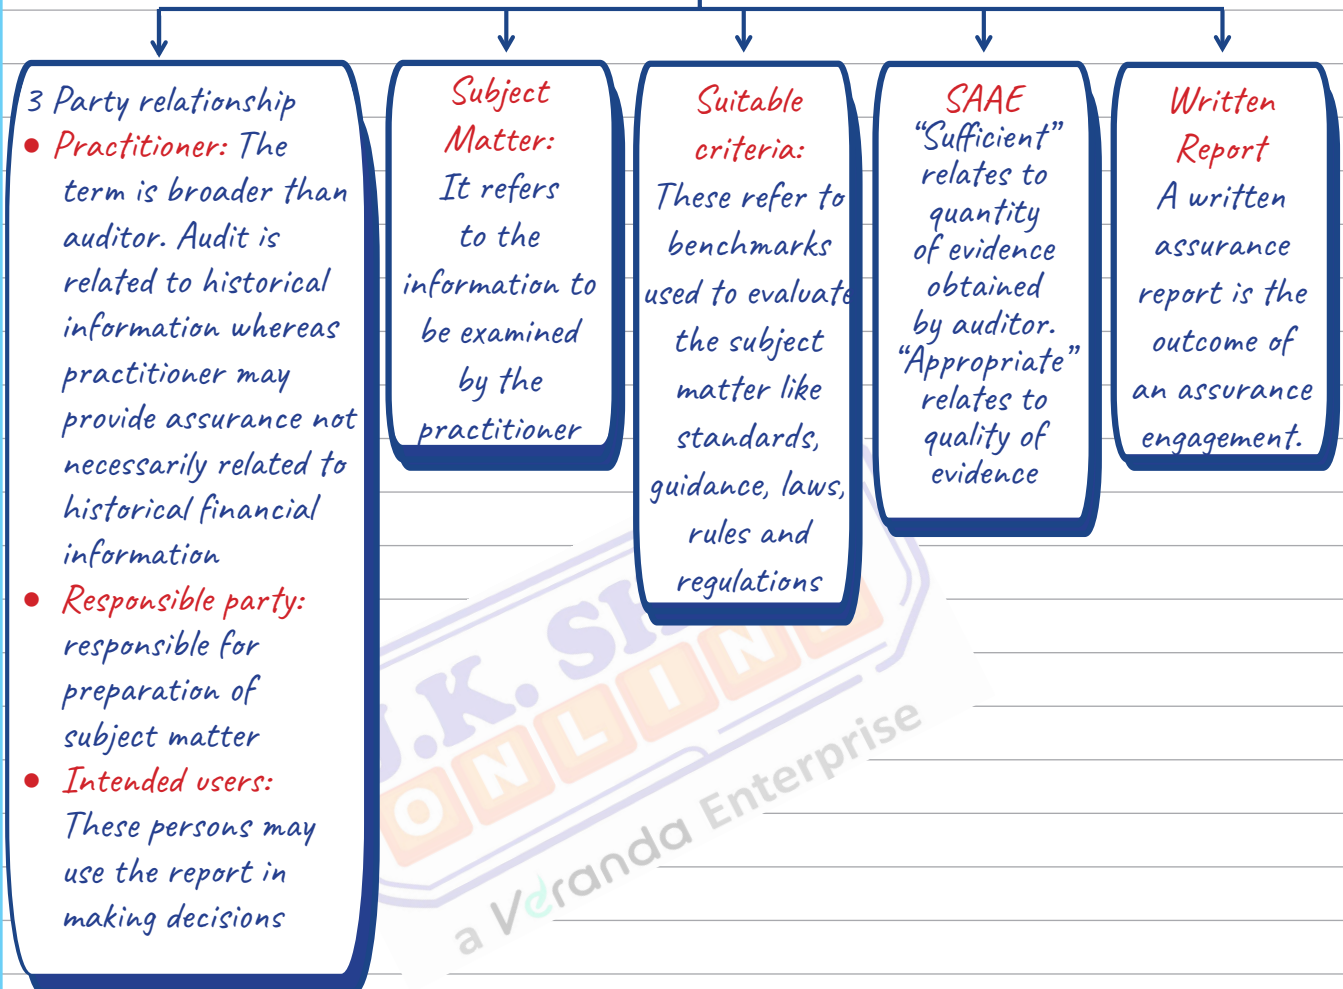 3 Party relationship
• Practitioner: The
term is broader than
auditor. Audit is
related to historical
information whereas
practitioner may
provide assurance not
necessarily related to
historical financial
information
• Responsible party:
responsible for
preparation of
subject matter
• Intended users:
These persons may
use the report in
making decisions
Subject
Matter:
It refers
to the
information to
be examined
by the
practitioner
Suitable
criteria:
These refer to
benchmarks
used to evaluate
the subject
matter like
standards,
guidance, laws,
rules and
regulations
SAAE
“Sufficient”
relates to
quantity
of evidence
obtained
by auditor.
“Appropriate”
relates to
quality of
evidence
Written
Report
A written
assurance
report is the
outcome of
an assurance
engagement.
J.K. SH
ONLINE
a Veranda Enterprise